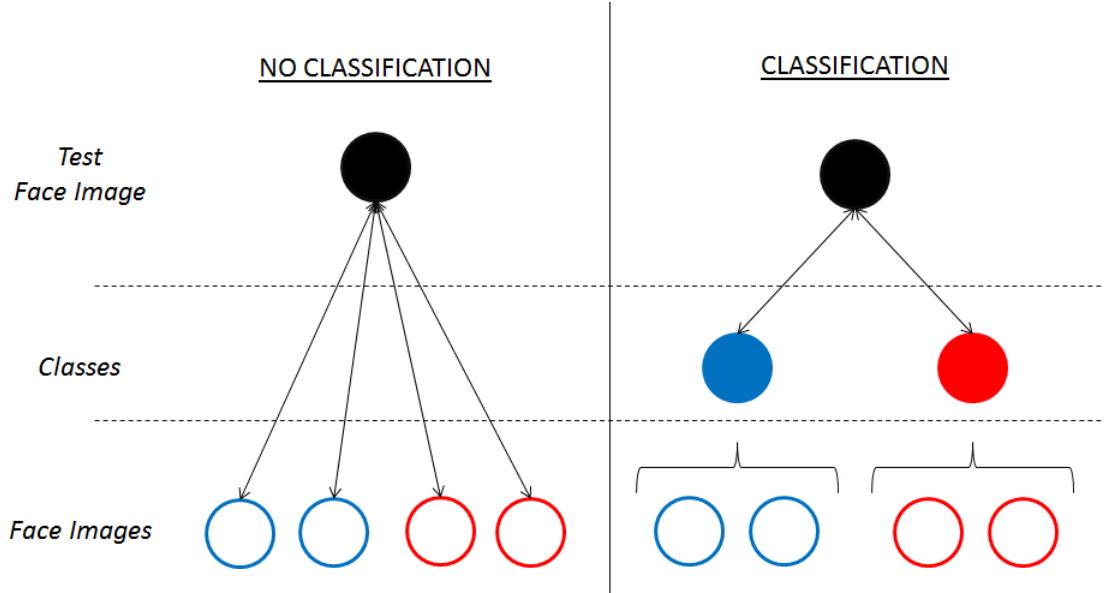 NO CLASSIFICATION
CLASSIFICATION
Test
Face Image
Classes
Face Images